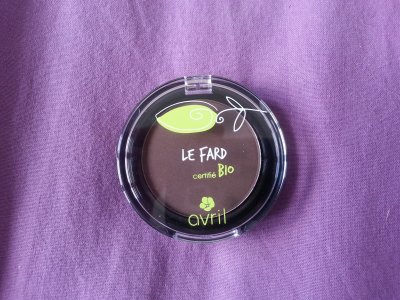 LE FARD
certifié BIO
avril